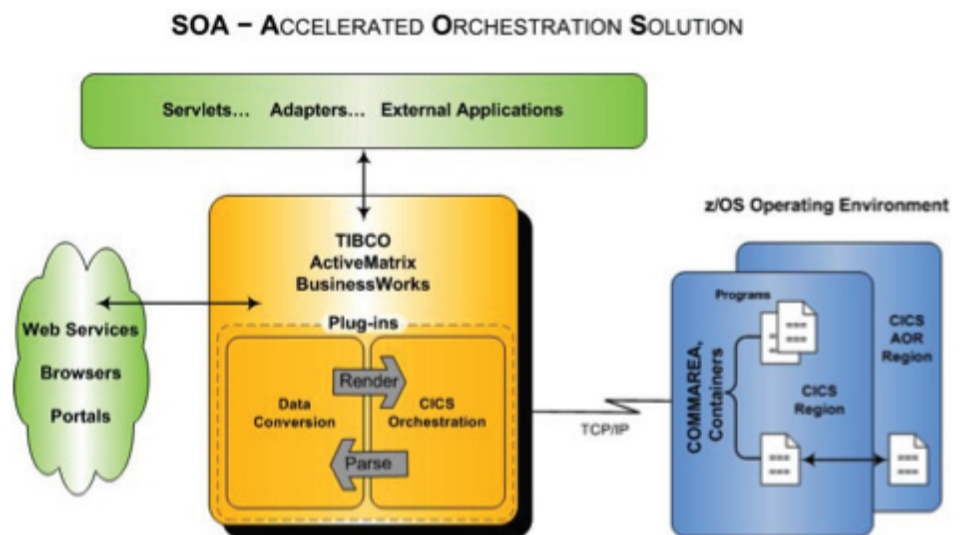 SOA – ACCELERATED ORCHESTRATION SOLUTION
Servlets... Adapters... External Applications
z/OS Operating Environment
TIBCO
ActiveMatrix
BusinessWorks
Web Services
Browsers
Portals
Plug-ins
Render
Data
Conversion
CICS
Orchestration
Parse
TCP/IP
Programs
COMMAREA,
Containers
CICS
Region
CICS
AOR
Region